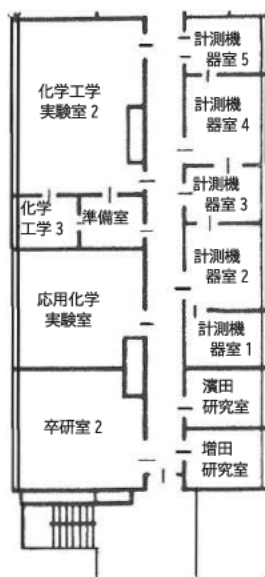 化学工学
実験室2
化学
工学3
準備室
応用化学
実験室
卒研室2
計測機
器室5
計測機
器室4
計測機
器室3
計測機
器室2
計測機
器室1
濱田
研究室
増田
研究室